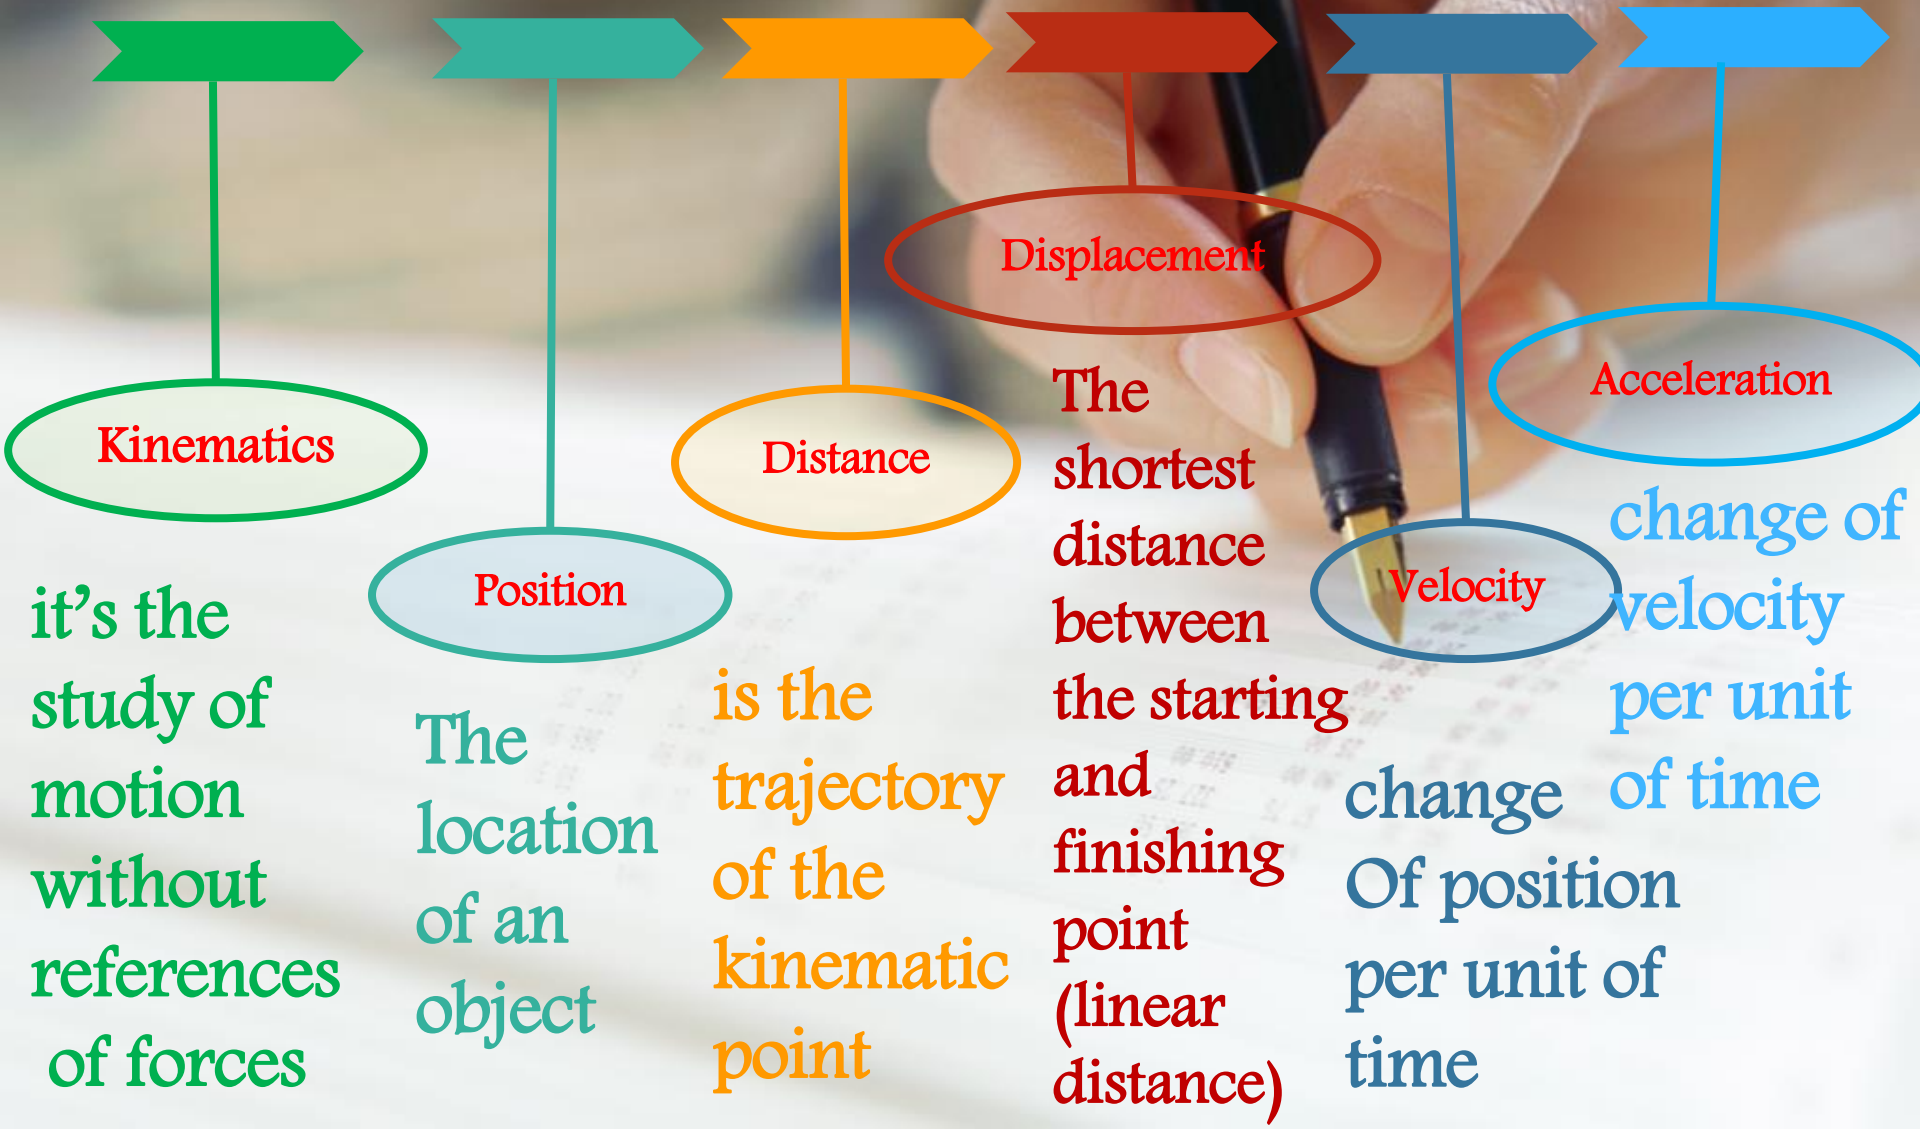 Kinematics
it's the
study of
motion
without
references
of forces
Position
The
location
of an
object
Distance
is the
trajectory
of the
kinematic
point
Displacement
The
shortest
distance
between
the starting
and
finishing
point
(linear
distance)
Velocity
change
Of position
per unit of
time
Acceleration
change of
velocity
per unit
of time